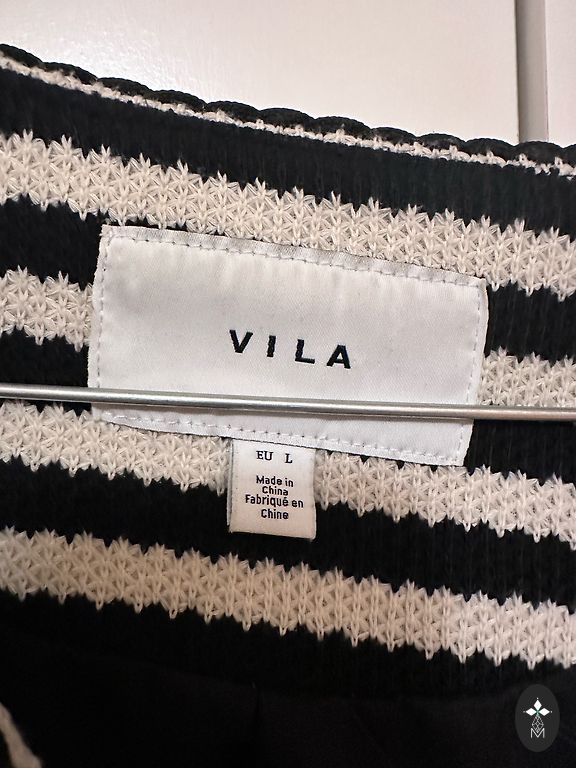 VILA
EU L
Made in
China
Fabriqué en
Chine
M